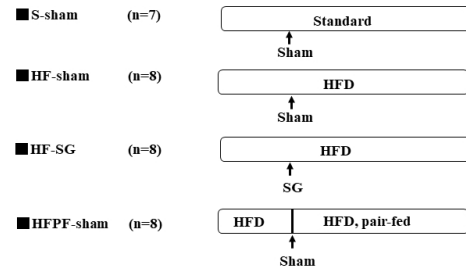 S-sham (n=7) Standard
Sham
HF-sham (n=8) HFD
Sham
HF-SG (n=8) HFD
SG
HFPF-sham (n=8) HFD HFD, pair-fed
Sham